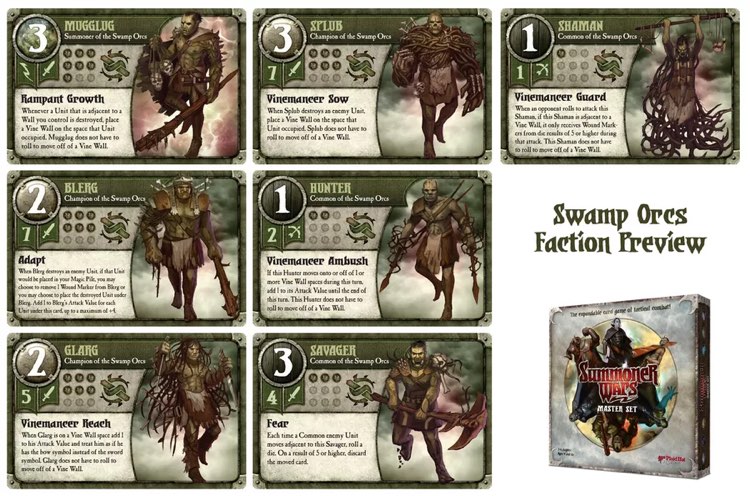 3
MUGGLUG
Summoner of the Swamp Orcs
Rampant Growth
Whenever a Unit that is adjacent to a
Wall you control is destroyed, place
a Vine Wall on the space that Unit
occupied. Mugglug does not have to
roll to move off of a Vine Wall.
3
SPLUB
Champion of the Swamp Orcs
7
Vinemancer Sow
When Splub destroys an enemy Unit,
place a Vine Wall on the space that
Unit occupied. Splub does not have to
roll to move off of a Vine Wall.
1
SHAMAN
Common of the Swamp Orcs
1
Vinemancer Guard
When an opponent rolls to attack this
Shaman, if this Shaman is adjacent to a
Vine Wall, it only receives Wound Mark
ers from die results of 5 or higher during
that attack. This Shaman does not have
to roll to move off of a Vine Wall.
2
BLERG
Champion of the Swamp Orcs
7
Adapt
When Blerg destroys an enemy Unit, if that Unit
would be placed in your Magic Pile, you may
choose to remove 1 Wound Marker from Blerg or
you may choose to place the destroyed Unit under
Blerg. Add 1 to Blerg's Attack Value for each
Unit under this card, up to a maximum of +4.
1
HUNTER
Common of the Swamp Orcs
2
Vinemancer Ambush
If this Hunter moves onto or off of 1
or more Vine Wall spaces during this
turn, add 1 to its Attack Value until the end of
this turn. This Hunter does not have to
roll to move off of a Vine Wall.
Swamp Orcs
Faction Preview
2
GLARG
Champion of the Swamp Orcs
5
Vinemancer Reach
When Glarg is on a Vine Wall space add 1
to his Attack Value and treat him as if he
has the bow symbol instead of the sword
symbol. Glarg does not have to roll to
move off of a Vine Wall.
3
SAVAGER
Common of the Swamp Orcs
4
Fear
Each time a Common enemy Unit
moves adjacent to this Savager, roll
a die. On a result of 5 or higher,
discard the moved card.
The expandable card game of tactical combat!
Summoner
Wars
MASTER SET
Plaid Hat